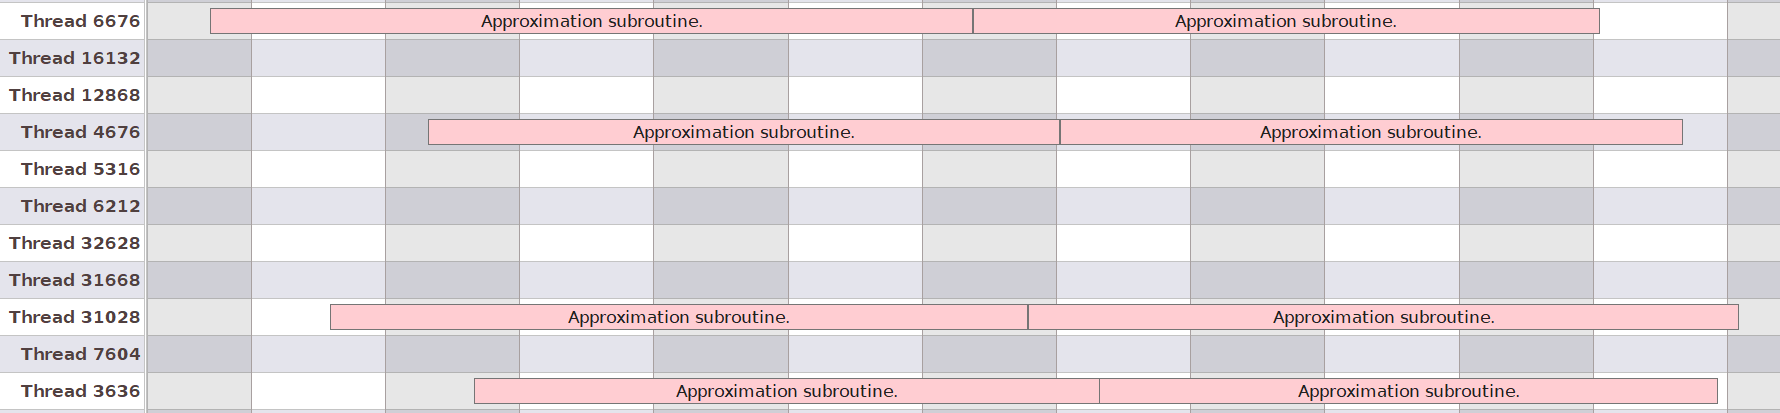 Thread 6676 Approximation subroutine. Approximation subroutine.
Thread 16132
Thread 12868
Thread 4676 Approximation subroutine. Approximation subroutine.
Thread 5316
Thread 6212
Thread 32628
Thread 31668
Thread 31028 Approximation subroutine. Approximation subroutine.
Thread 7604
Thread 3636 Approximation subroutine. Approximation subroutine.